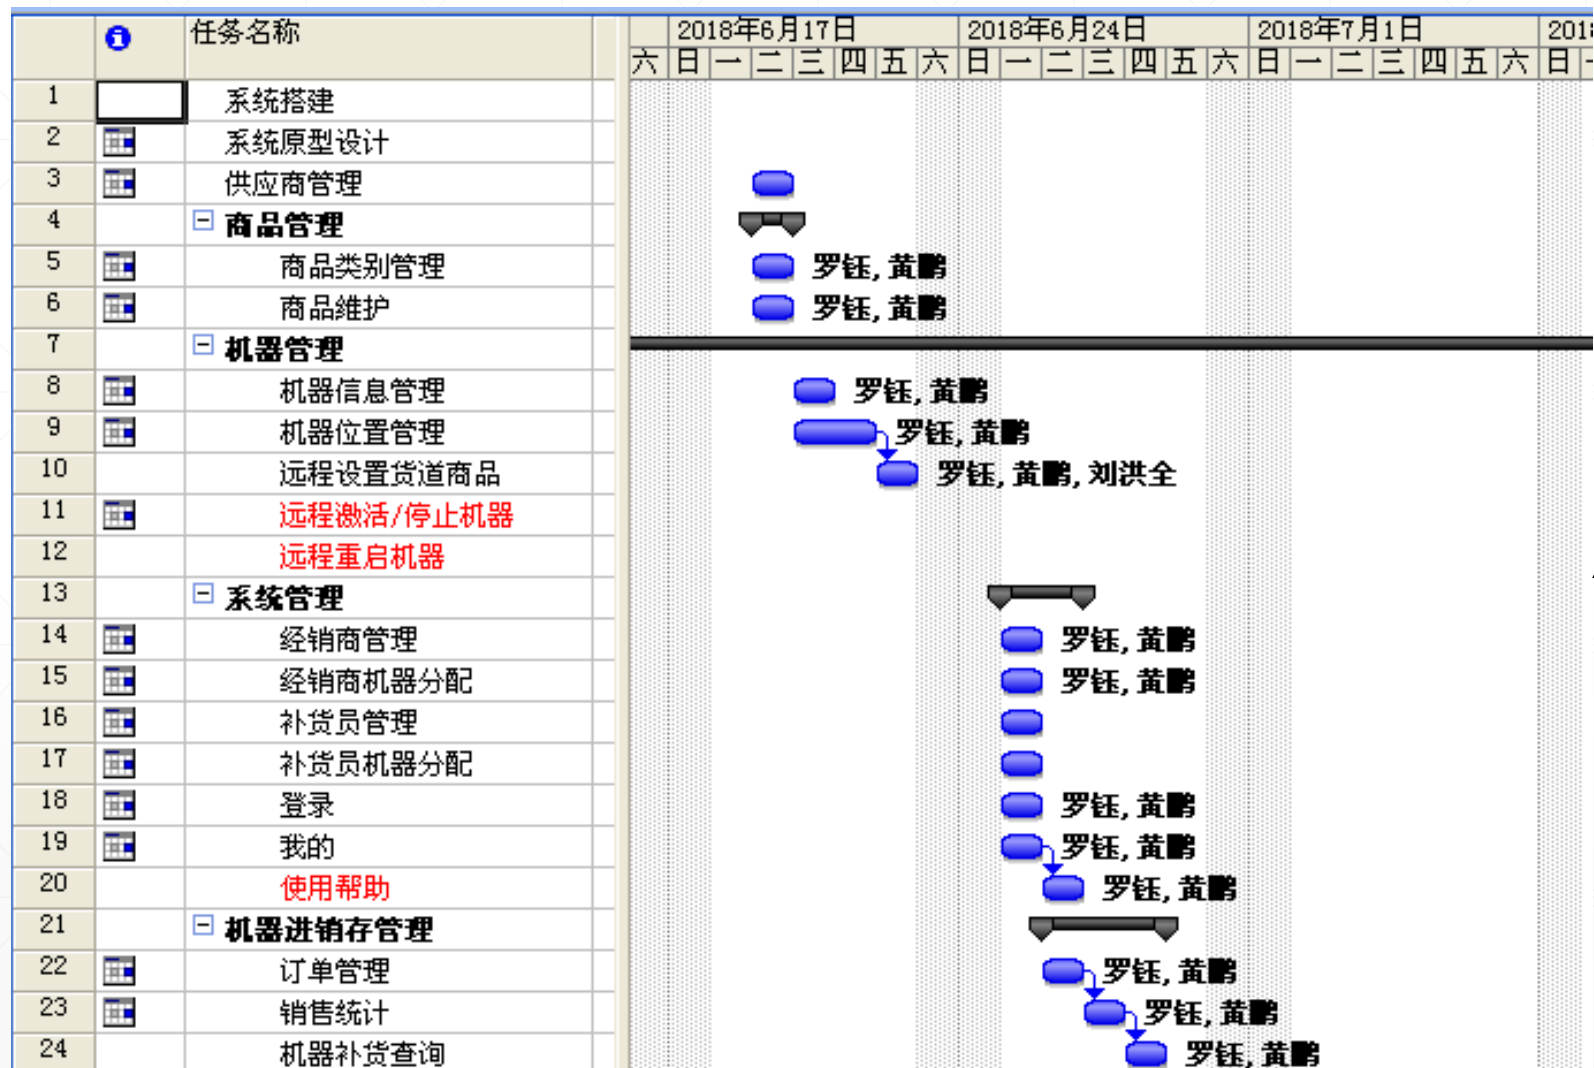 任务名称 2018年6月17日 2018年6月24日 2018年7月1日 201
六 日 一 二 三 四 五 六 日 一 二 三 四 五 六 日 一 二 三 四 五 六 日
1 系统搭建
2 系统原型设计
3 供应商管理
4 商品管理
5 商品类别管理 罗钰, 黄鹏
6 商品维护 罗钰, 黄鹏
7 机器管理
8 机器信息管理 罗钰, 黄鹏
9 机器位置管理 罗钰, 黄鹏
10 远程设置货道商品 罗钰, 黄鹏, 刘洪全
11 远程激活/停止机器
12 远程重启机器
13 系统管理
14 经销商管理 罗钰, 黄鹏
15 经销商机器分配 罗钰, 黄鹏
16 补货员管理
17 补货员机器分配
18 登录 罗钰, 黄鹏
19 我的 罗钰, 黄鹏
20 使用帮助 罗钰, 黄鹏
21 机器进销存管理
22 订单管理 罗钰, 黄鹏
23 销售统计 罗钰, 黄鹏
24 机器补货查询 罗钰, 黄鹏